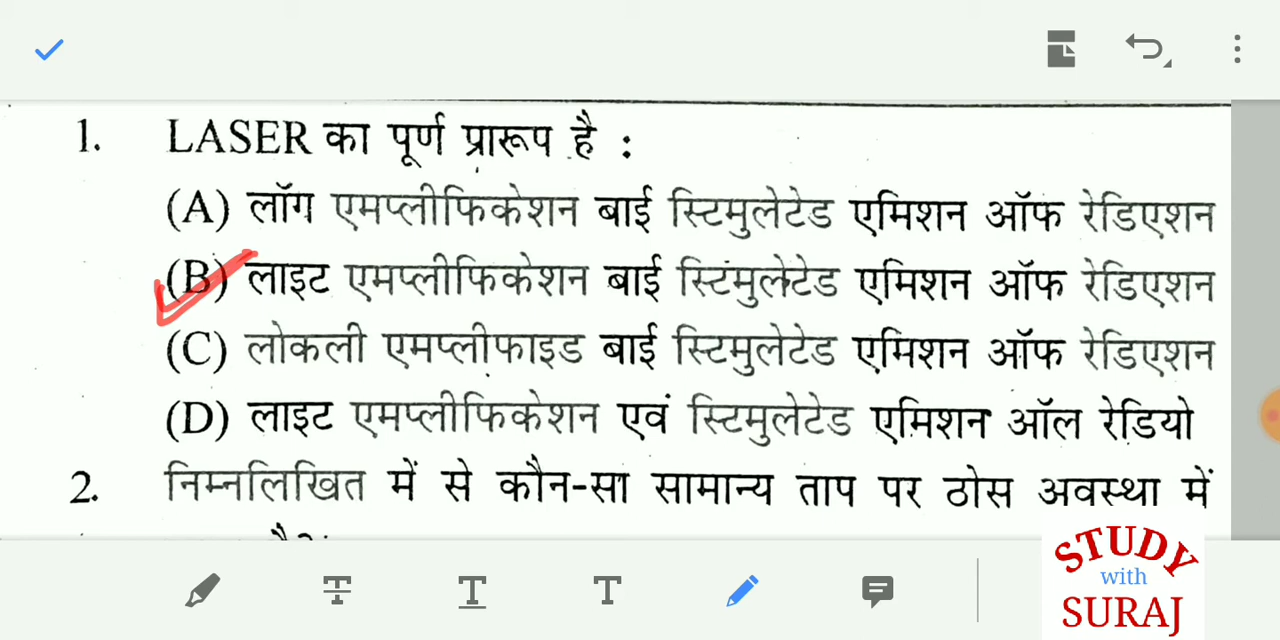 1. LASER का पूर्ण प्रारूप है :
(A) लॉग एमप्लीफिकेशन बाई स्टिमुलेटेड एमिशन ऑफ रेडिएशन
(B) लाइट एमप्लीफिकेशन बाई स्टिमुलेटेड एमिशन ऑफ रेडिएशन
(C) लोकली एमप्लीफाइड बाई स्टिमुलेटेड एमिशन ऑफ रेडिएशन
(D) लाइट एमप्लीफिकेशन एवं स्टिमुलेटेड एमिशन ऑल रेडियो
2. निम्नलिखित में से कौन-सा सामान्य ताप पर ठोस अवस्था में
T T T
STUDY
with
SURAJ